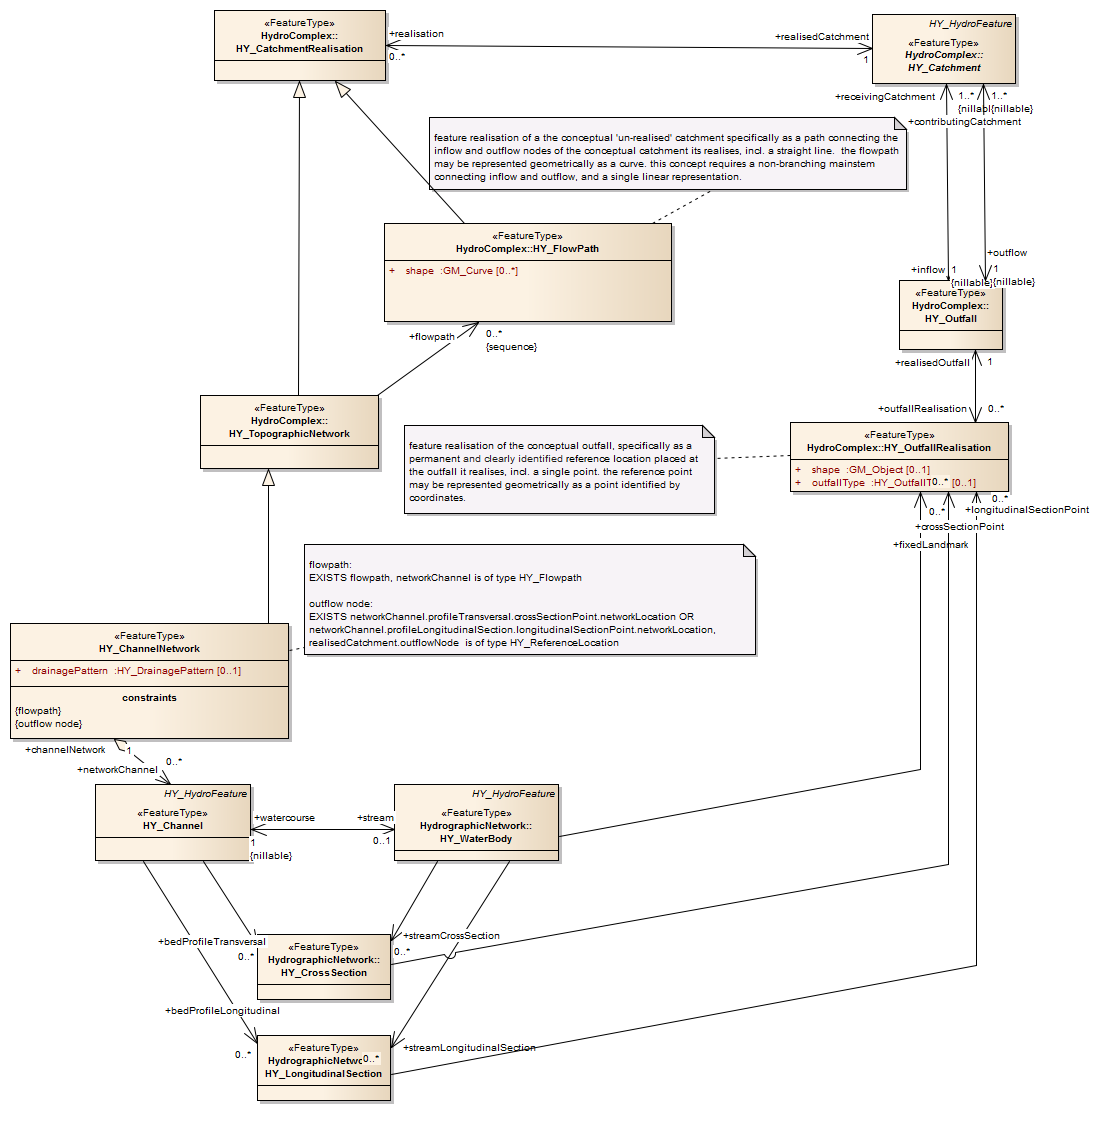 «FeatureType»
HydroComplex::
HY_CatchmentRealisation
+realisation
0..*
+realisedCatchment
1
HY_HydroFeature
«FeatureType»
HydroComplex::
HY_Catchment
+receivingCatchment
1..*
1..*
{nillabl
{nillable}
+contributingCatchment
feature realisation of a the conceptual 'un-realised' catchment specifically as a path connecting the
inflow and outflow nodes of the conceptual catchment its realises, incl. a straight line.  the flowpath
may be represented geometrically as a curve. this concept requires a non-branching mainstem
connecting inflow and outflow, and a single linear representation.
«FeatureType»
HydroComplex::HY_FlowPath
+ shape :GM_Curve [0..*]
+outflow
+inflow
1
1
{nillable}
{nillable}
«FeatureType»
HydroComplex::
HY_Outfall
+flowpath
0..*
{sequence}
+realisedOutfall
1
«FeatureType»
HydroComplex::
HY_TopographicNetwork
+outfallRealisation
0..*
feature realisation of the conceptual outfall, specifically as a
permanent and clearly identified reference location placed at
the outfall it realises, incl. a single point. the reference point
may be represented geometrically as a point identified by
coordinates.
«FeatureType»
HydroComplex::HY_OutfallRealisation
+ shape :GM_Object [0..1]
+ outfallType :HY_OutfallT
0..*
[0..1]
0..*
0..*
+longitudinalSectionPoint
+crossSectionPoint
+fixedLandmark
flowpath:
EXISTS flowpath, networkChannel is of type HY_Flowpath
outflow node:
EXISTS networkChannel.profileTransversal.crossSectionPoint.networkLocation OR
networkChannel.profileLongitudinalSection.longitudinalSectionPoint.networkLocation,
realisedCatchment.outflowNode  is of type HY_ReferenceLocation
«FeatureType»
HY_ChannelNetwork
+ drainagePattern :HY_DrainagePattern [0..1]
constraints
{flowpath}
{outflow node}
+channelNetwork
1
0..*
+networkChannel
HY_HydroFeature
«FeatureType»
HY_Channel
+watercourse
1
{nillable}
+stream
0..1
HY_HydroFeature
«FeatureType»
HydrographicNetwork::
HY_WaterBody
+bedProfileTransversal
0..*
+streamCrossSection
0..*
«FeatureType»
HydrographicNetwork::
HY_CrossSection
+bedProfileLongitudinal
0..*
+streamLongitudinalSection
0..*
«FeatureType»
HydrographicNetwo
HY_LongitudinalSection